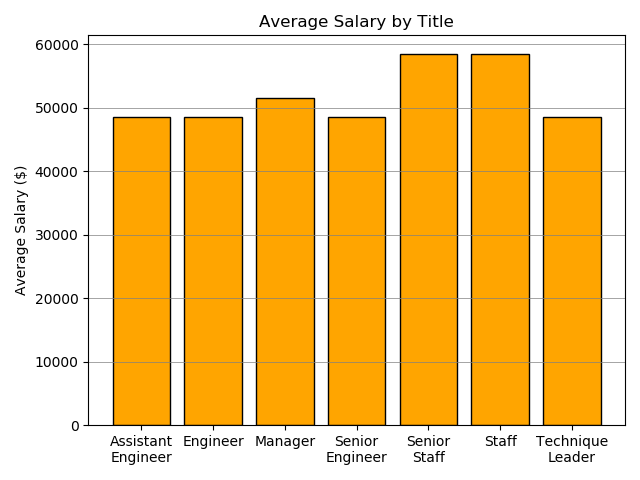 Average Salary by Title
Average Salary ($)
60000
50000
40000
30000
20000
10000
0
Assistant
Engineer
Engineer
Manager
Senior
Engineer
Senior
Staff
Staff
Technique
Leader